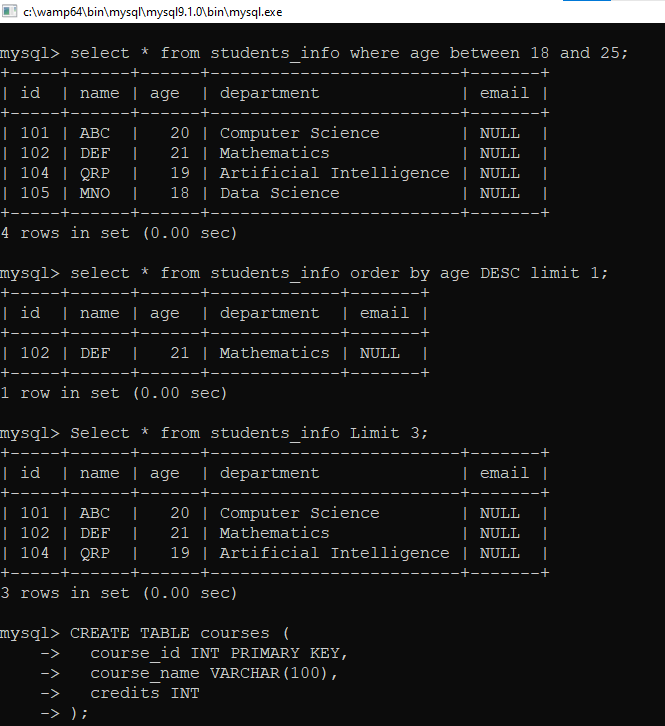 c:\wamp64\bin\mysql\mysql9.1.0\bin\mysql.exe
mysql> select * from students_info where age between 18 and 25;
+-----+------+------+-------------------------+-------+
| id  | name | age  | department              | email |
+-----+------+------+-------------------------+-------+
| 101 | ABC  |   20 | Computer Science        | NULL  |
| 102 | DEF  |   21 | Mathematics             | NULL  |
| 104 | QRP  |   19 | Artificial Intelligence | NULL  |
| 105 | MNO  |   18 | Data Science            | NULL  |
+-----+------+------+-------------------------+-------+
4 rows in set (0.00 sec)
mysql> select * from students_info order by age DESC limit 1;
+-----+------+------+-------------+-------+
| id  | name | age  | department  | email |
+-----+------+------+-------------+-------+
| 102 | DEF  |   21 | Mathematics | NULL  |
+-----+------+------+-------------+-------+
1 row in set (0.00 sec)
mysql> Select * from students_info Limit 3;
+-----+------+------+-------------------------+-------+
| id  | name | age  | department              | email |
+-----+------+------+-------------------------+-------+
| 101 | ABC  |   20 | Computer Science        | NULL  |
| 102 | DEF  |   21 | Mathematics             | NULL  |
| 104 | QRP  |   19 | Artificial Intelligence | NULL  |
+-----+------+------+-------------------------+-------+
3 rows in set (0.00 sec)
mysql> CREATE TABLE courses (
    ->   course_id INT PRIMARY KEY,
    ->   course_name VARCHAR(100),
    ->   credits INT
    -> );